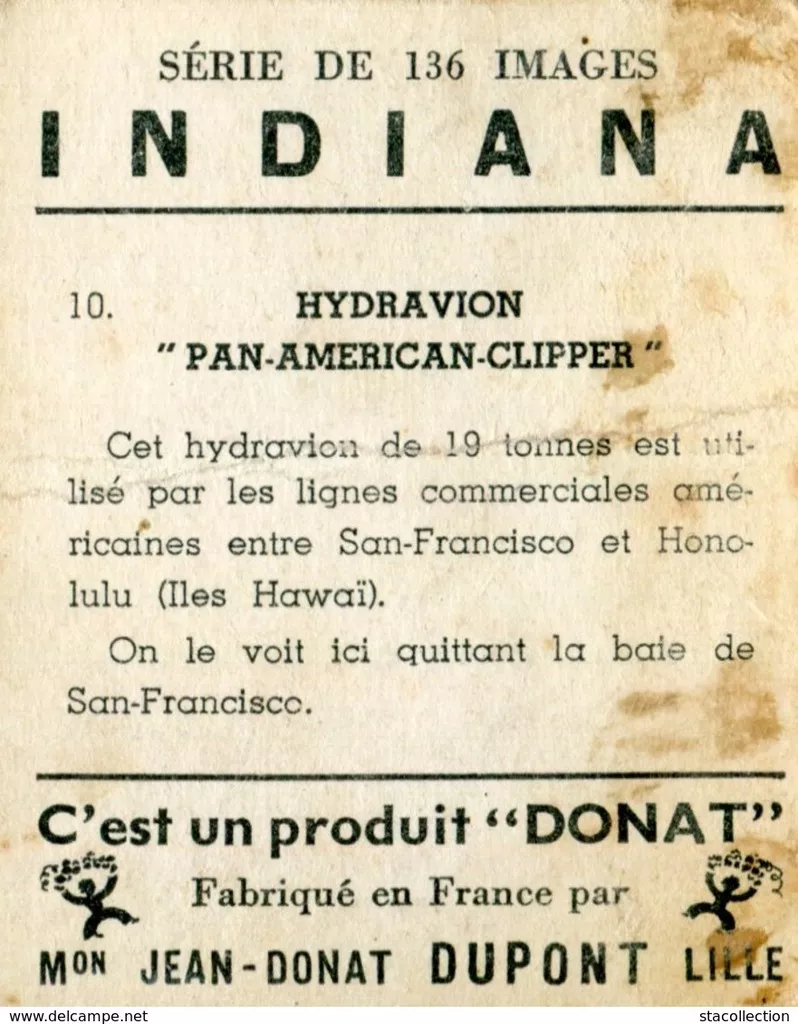 SÉRIE DE 136 IMAGES
INDIANA
10. HYDRAVION
" PAN-AMERICAN-CLIPPER "
Cet hydravion de 19 tonnes est uti-
lisé par les lignes commerciales amé-
ricaines entre San-Francisco et Hono-
lulu (Iles Hawaï).
On le voit ici quittant la baie de
San-Francisco.
C'est un produit “DONAT”
Fabriqué en France par
Mon JEAN-DONAT DUPONT LILLE
delcampe.net
stacollection